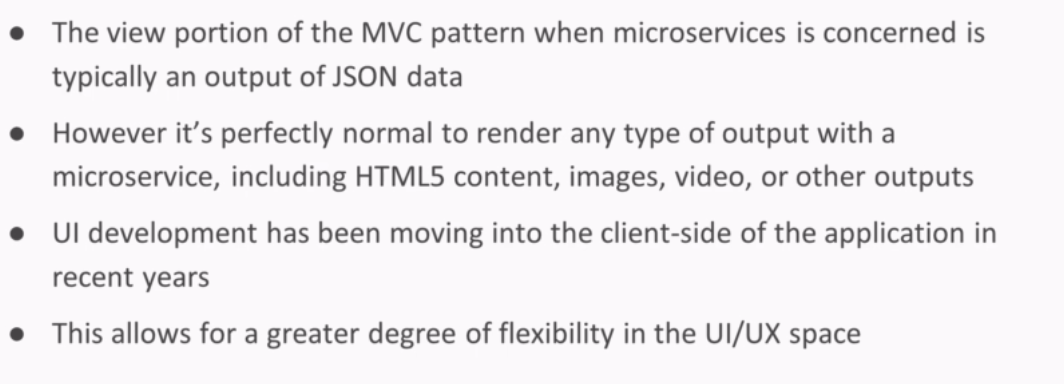 ● The view portion of the MVC pattern when microservices is concerned is
typically an output of JSON data
● However it's perfectly normal to render any type of output with a
microservice, including HTML5 content, images, video, or other outputs
● UI development has been moving into the client-side of the application in
recent years
● This allows for a greater degree of flexibility in the UI/UX space